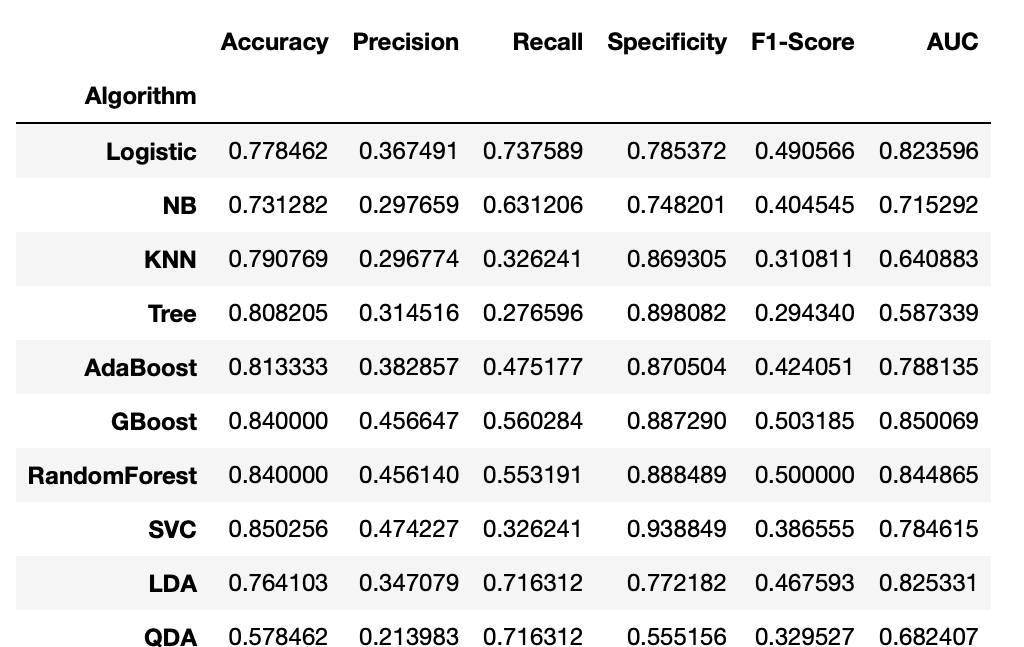 Accuracy Precision Recall Specificity F1-Score AUC
Algorithm
Logistic 0.778462 0.367491 0.737589 0.785372 0.490566 0.823596
NB 0.731282 0.297659 0.631206 0.748201 0.404545 0.715292
KNN 0.790769 0.296774 0.326241 0.869305 0.310811 0.640883
Tree 0.808205 0.314516 0.276596 0.898082 0.294340 0.587339
AdaBoost 0.813333 0.382857 0.475177 0.870504 0.424051 0.788135
GBoost 0.840000 0.456647 0.560284 0.887290 0.503185 0.850069
RandomForest 0.840000 0.456140 0.553191 0.888489 0.500000 0.844865
SVC 0.850256 0.474227 0.326241 0.938849 0.386555 0.784615
LDA 0.764103 0.347079 0.716312 0.772182 0.467593 0.825331
QDA 0.578462 0.213983 0.716312 0.555156 0.329527 0.682407